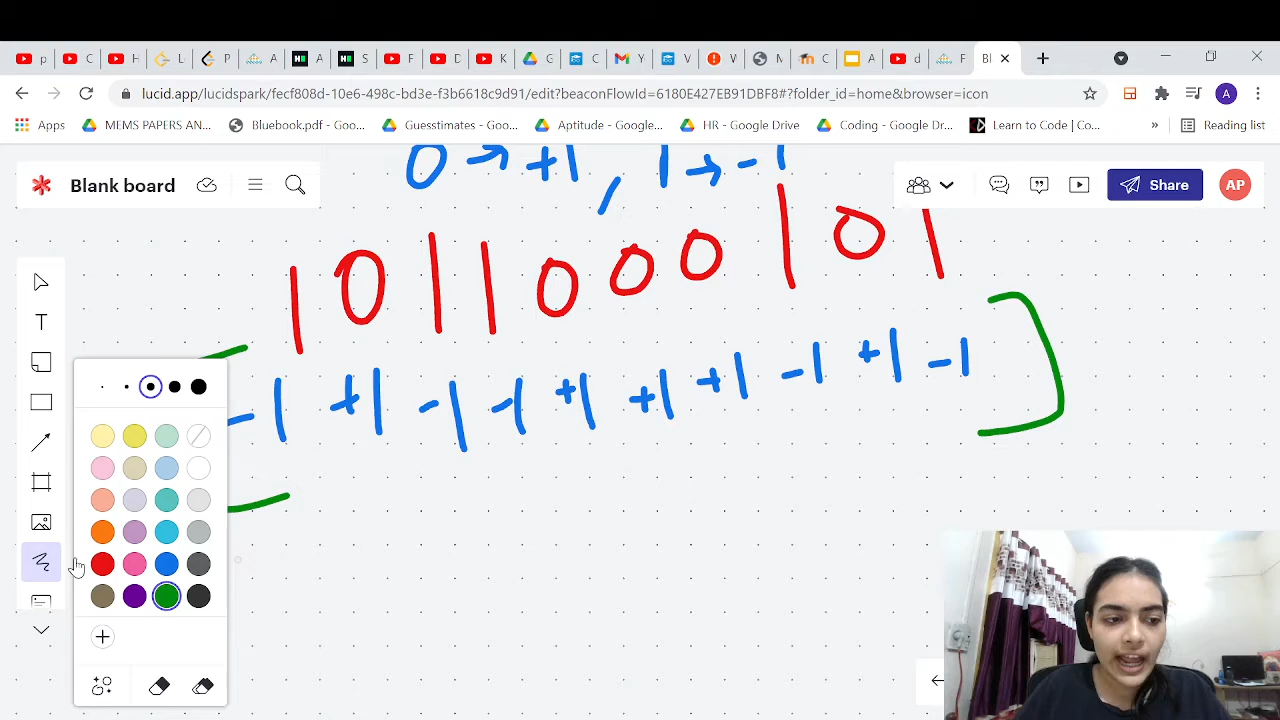 p
C
H
L
P
A
HR A
HR S
F
D
K
G
C
Y
V
W
M
C
A
d
F
Bl
lucid.app/lucidspark/fecf808d-10e6-498c-bd3e-f3b6618c9d91/edit?beaconFlowId=6180E427EB91DBF8#?folder_id=home&browser=icon
A
Apps
MEMS PAPERS AN...
Bluebook.pdf - Goo...
Guesstimates - Goo...
Aptitude - Google...
HR - Google Drive
Coding - Google Dr...
Learn to Code | Co...
»
Reading list
Blank board
Share
AP
0 → +1 , 1 → -1
1 0 1 1 0 0 0 1 0 1
-1 +1 -1 -1 +1 +1 +1 -1 +1 -1
T